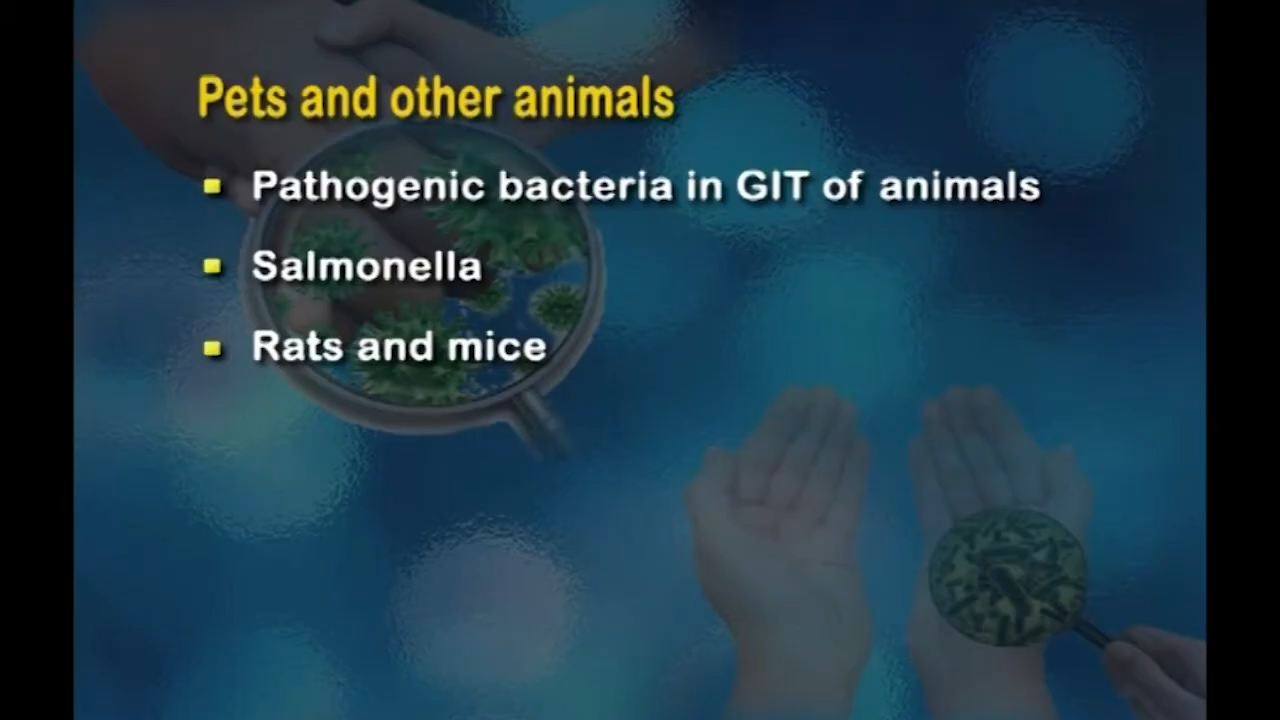 Pets and other animals
Pathogenic bacteria in GIT of animals
Salmonella
Rats and mice